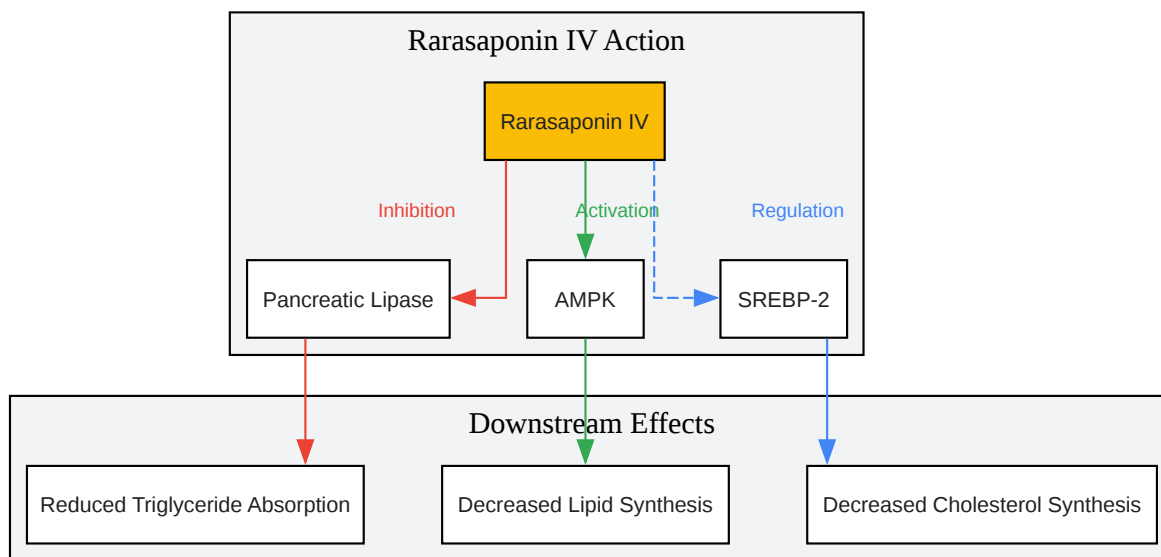 Rarasaponin IV Action
Rarasaponin IV
Inhibition
Activation
Regulation
Pancreatic Lipase
AMPK
SREBP-2
Downstream Effects
Reduced Triglyceride Absorption
Decreased Lipid Synthesis
Decreased Cholesterol Synthesis